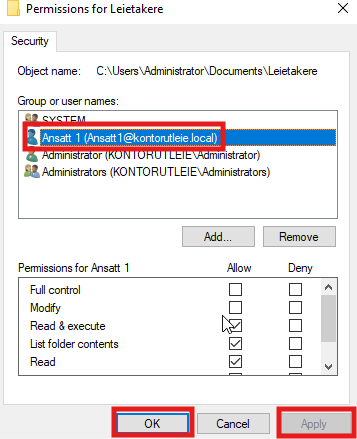 Permissions for Leietakere
Security
Object name: C:\Users\Administrator\Documents\Leietakere
Group or user names:
SYSTEM
Ansatt 1 (Ansatt1@kontorutleie.local)
Administrator (KONTORUTLEIE\Administrator)
Administrators (KONTORUTLEIE\Administrators)
Add... Remove
Permissions for Ansatt 1 Allow Deny
Full control
Modify
Read & execute
List folder contents
Read
OK Cancel Apply